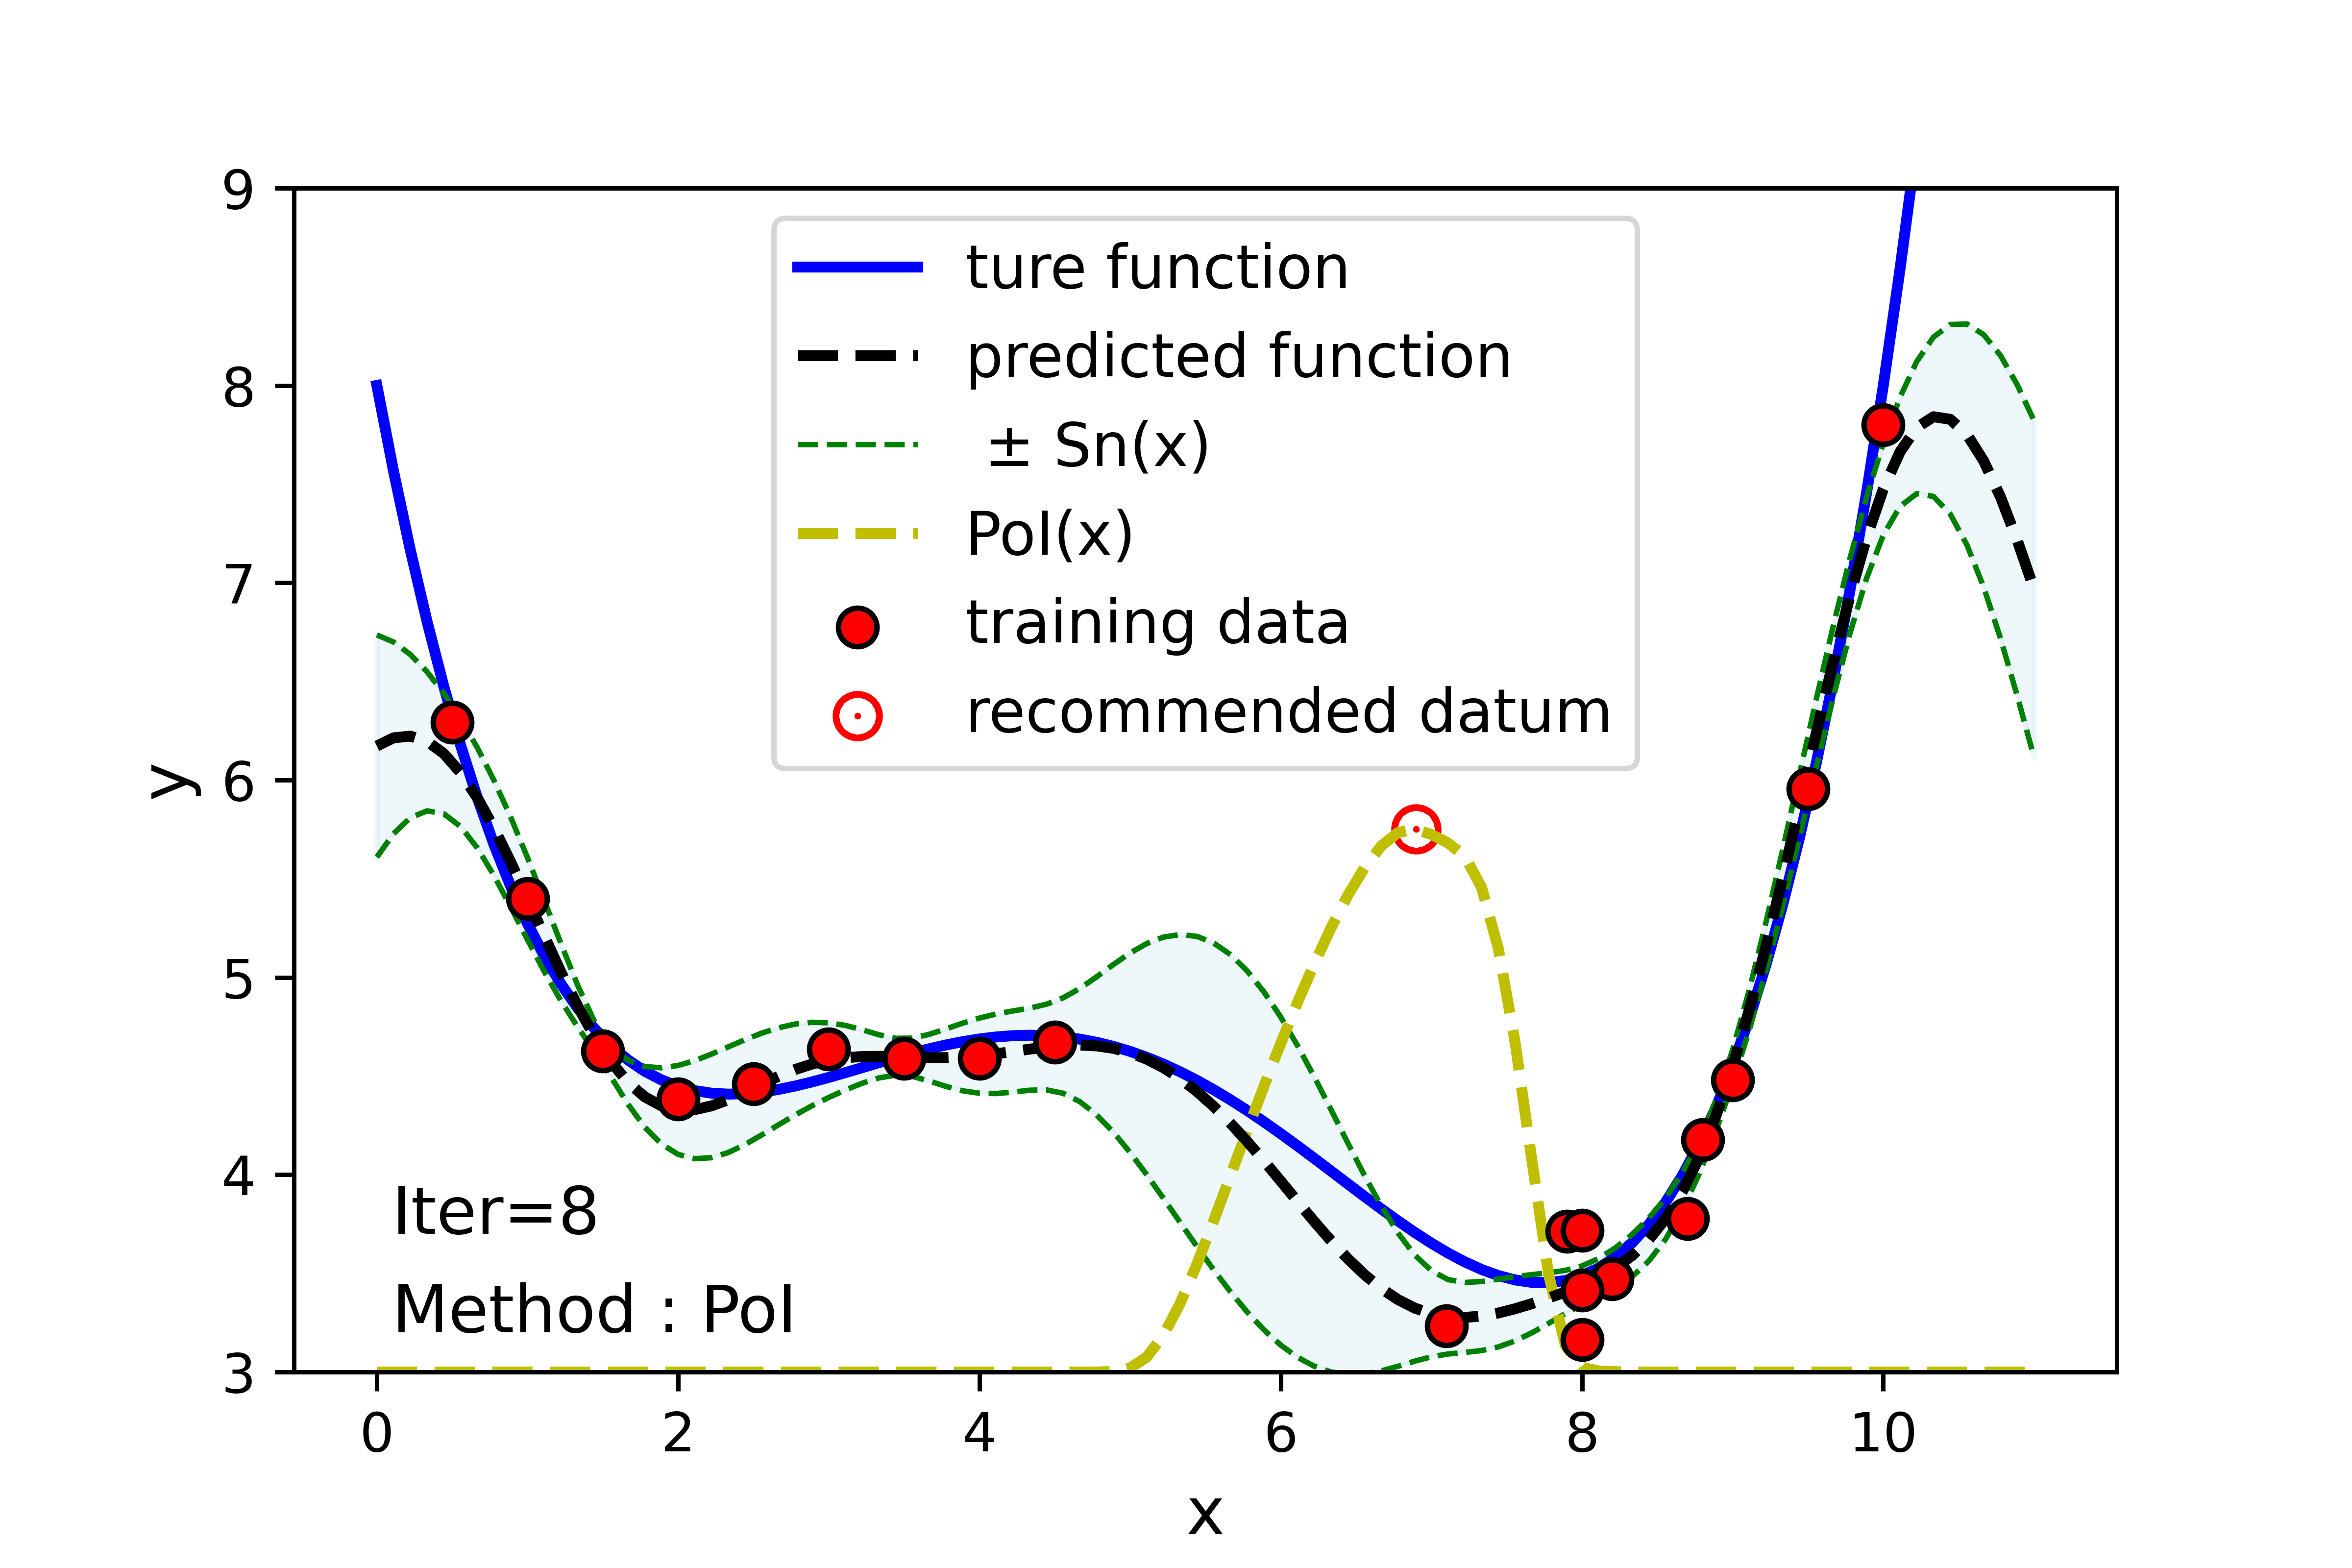 9
8
7
6
5
4
3
y
ture function
predicted function
± Sn(x)
PoI(x)
training data
recommended datum
Iter=8
Method : PoI
0 2 4 6 8 10
x